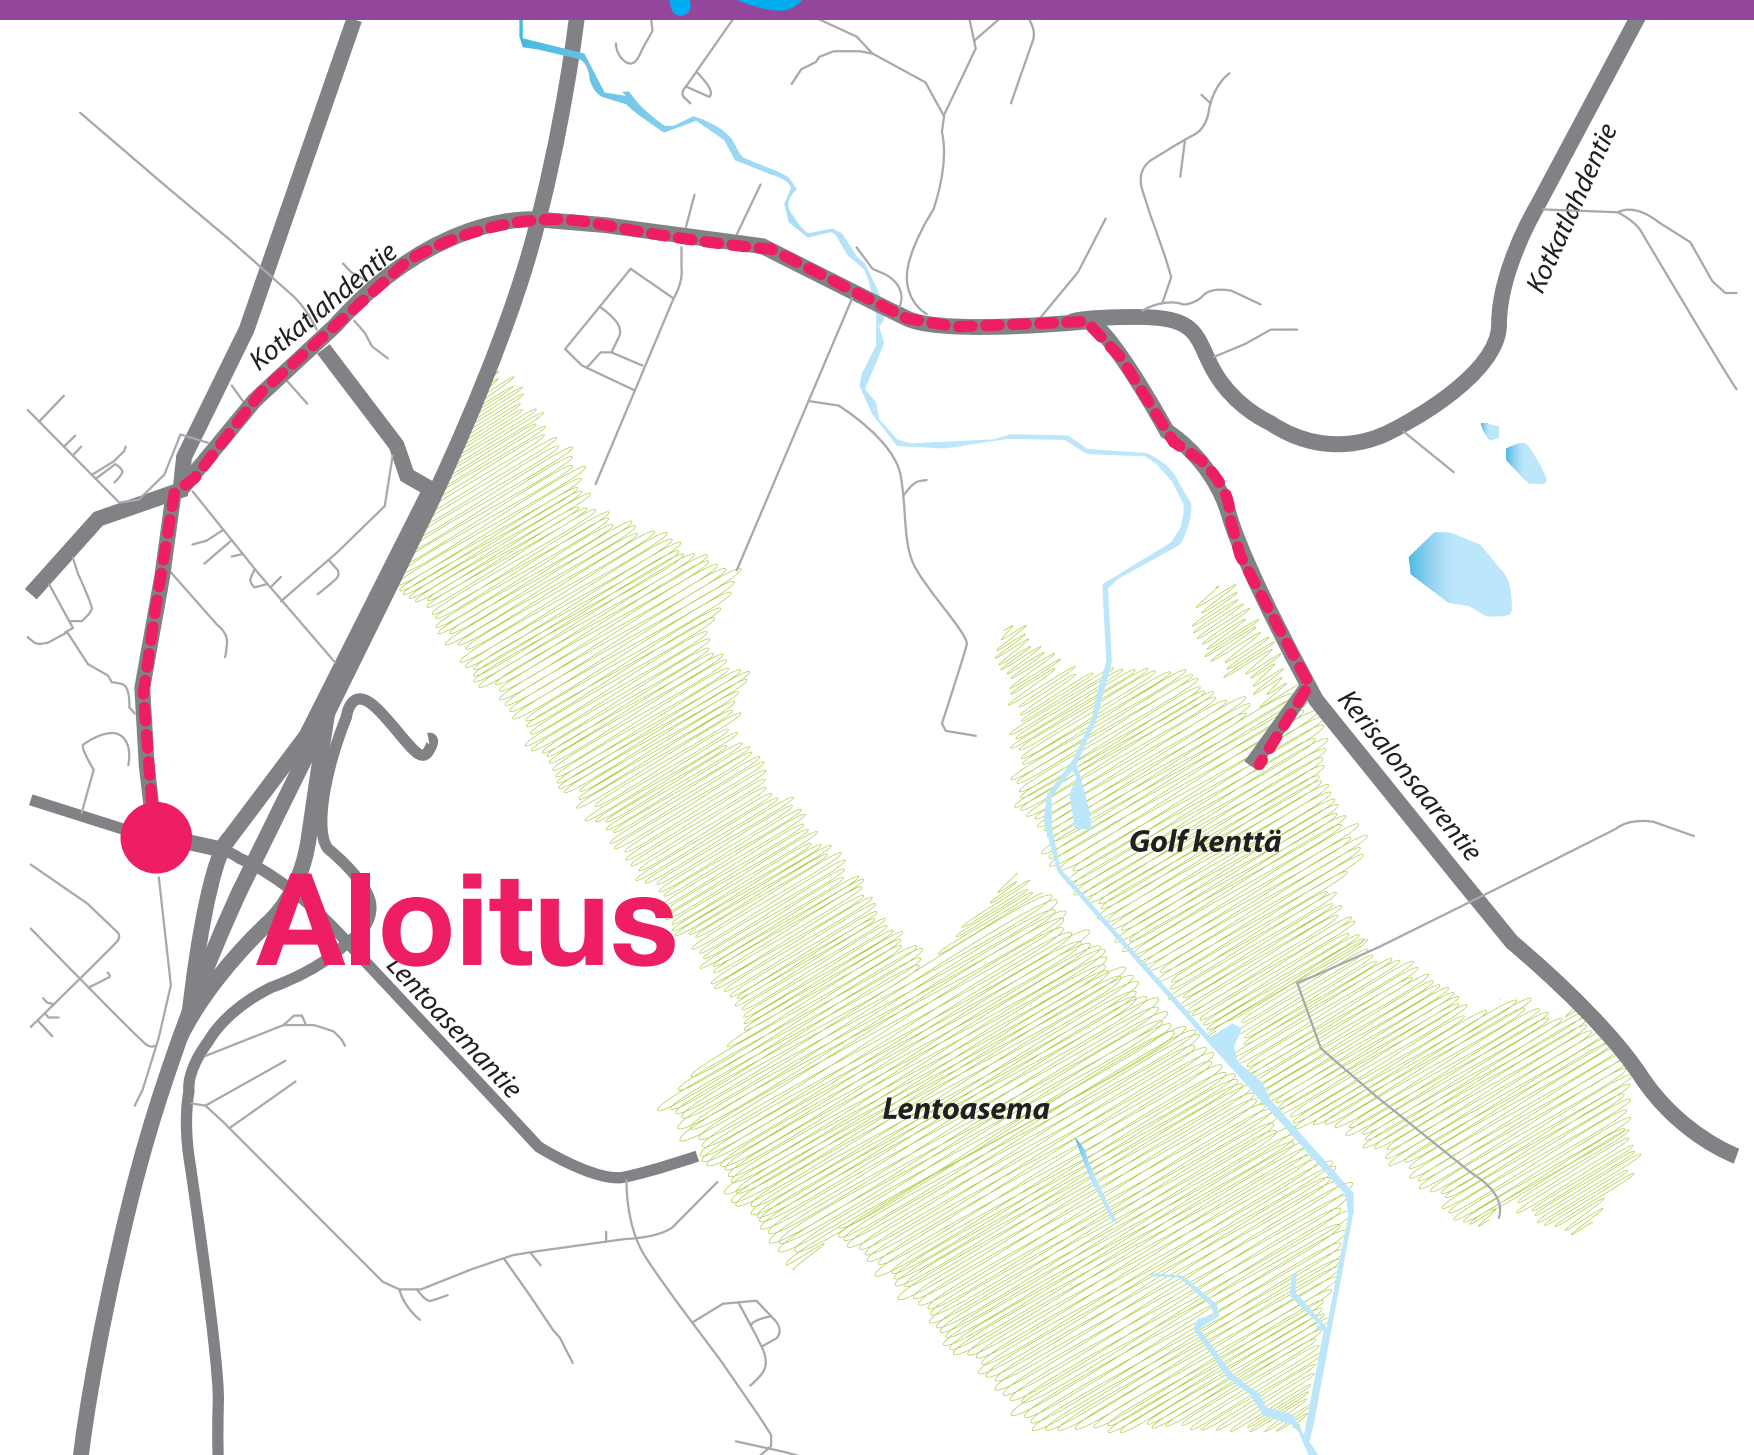 Kotkatlahdentie
Kotkatlahdentie
Kerisalonsaarentie
Golf kenttä
Aloitus
Lentoasemantie
Lentoasema